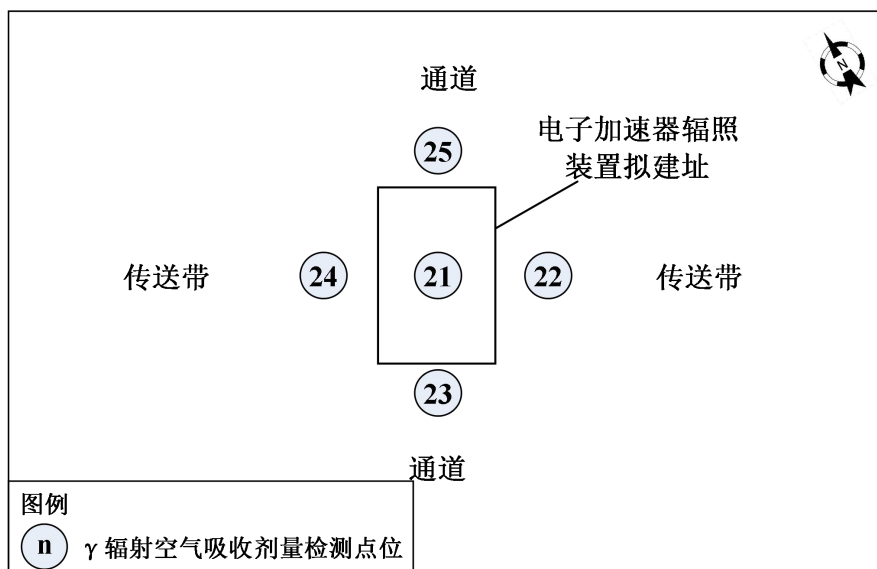 N
通道
25
电子加速器辐照
装置拟建址
传送带
24
21
22
传送带
23
通道
图例
n
γ 辐射空气吸收剂量检测点位